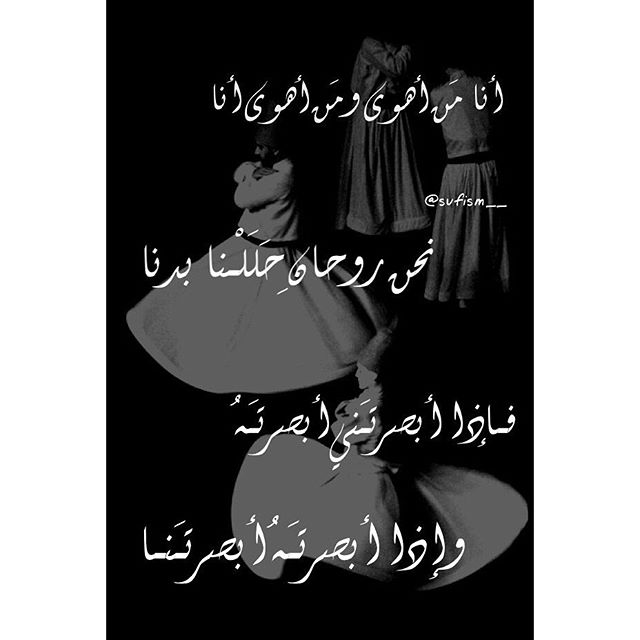 أنا مَن أهوى ومَن أهوى أنا
@sufism__
نحن روحانِ حَلَلْنا بدنا
فإذا أبصرتَني أبصرتَهُ
وإذا أبصرتَهُ أبصرتَنا